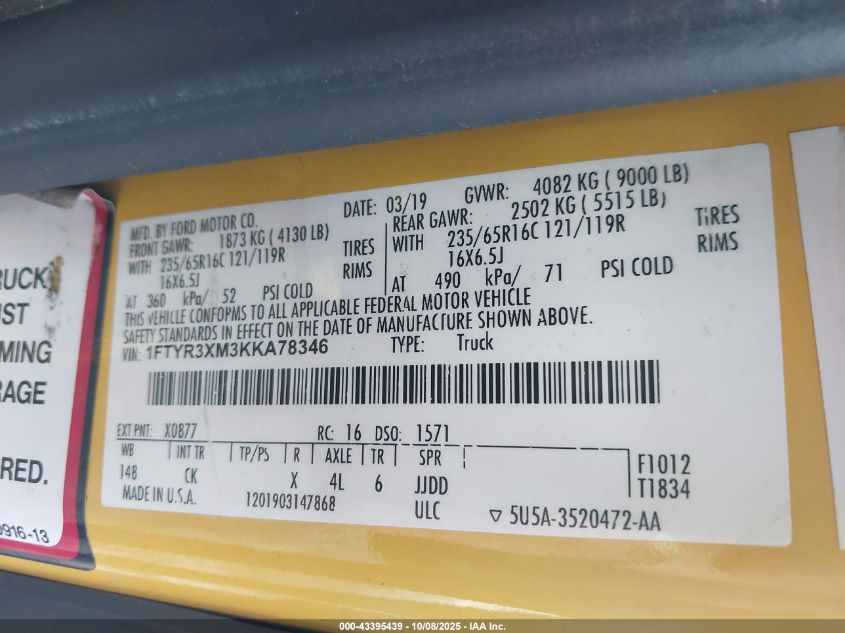 MFD. BY FORD MOTOR CO.
DATE: 03/19
GVWR: 4082 KG ( 9000 LB)
FRONT GAWR: 1873 KG ( 4130 LB)
REAR GAWR: 2502 KG ( 5515 LB)
WITH 235/65R16C 121/119R TIRES
WITH 235/65R16C 121/119R TIRES
16X6.5J RIMS
16X6.5J RIMS
AT 360 kPa/ 52 PSI COLD
AT 490 kPa/ 71 PSI COLD
THIS VEHICLE CONFORMS TO ALL APPLICABLE FEDERAL MOTOR VEHICLE
SAFETY STANDARDS IN EFFECT ON THE DATE OF MANUFACTURE SHOWN ABOVE.
VIN: 1FTYR3XM3KKA78346 TYPE: Truck
EXT PNT: X0877 RC: 16 DSO: 1571
WB INT TR TP/PS R AXLE TR SPR
148 CK X 4L 6 JJDD
F1012
T1834
MADE IN U.S.A. 1201903147868 ULC
▽ 5U5A-3520472-AA
RUCK
UST
MING
RAGE
RED.
0916-13
000-43395439 - 10/08/2025 - IAA Inc.